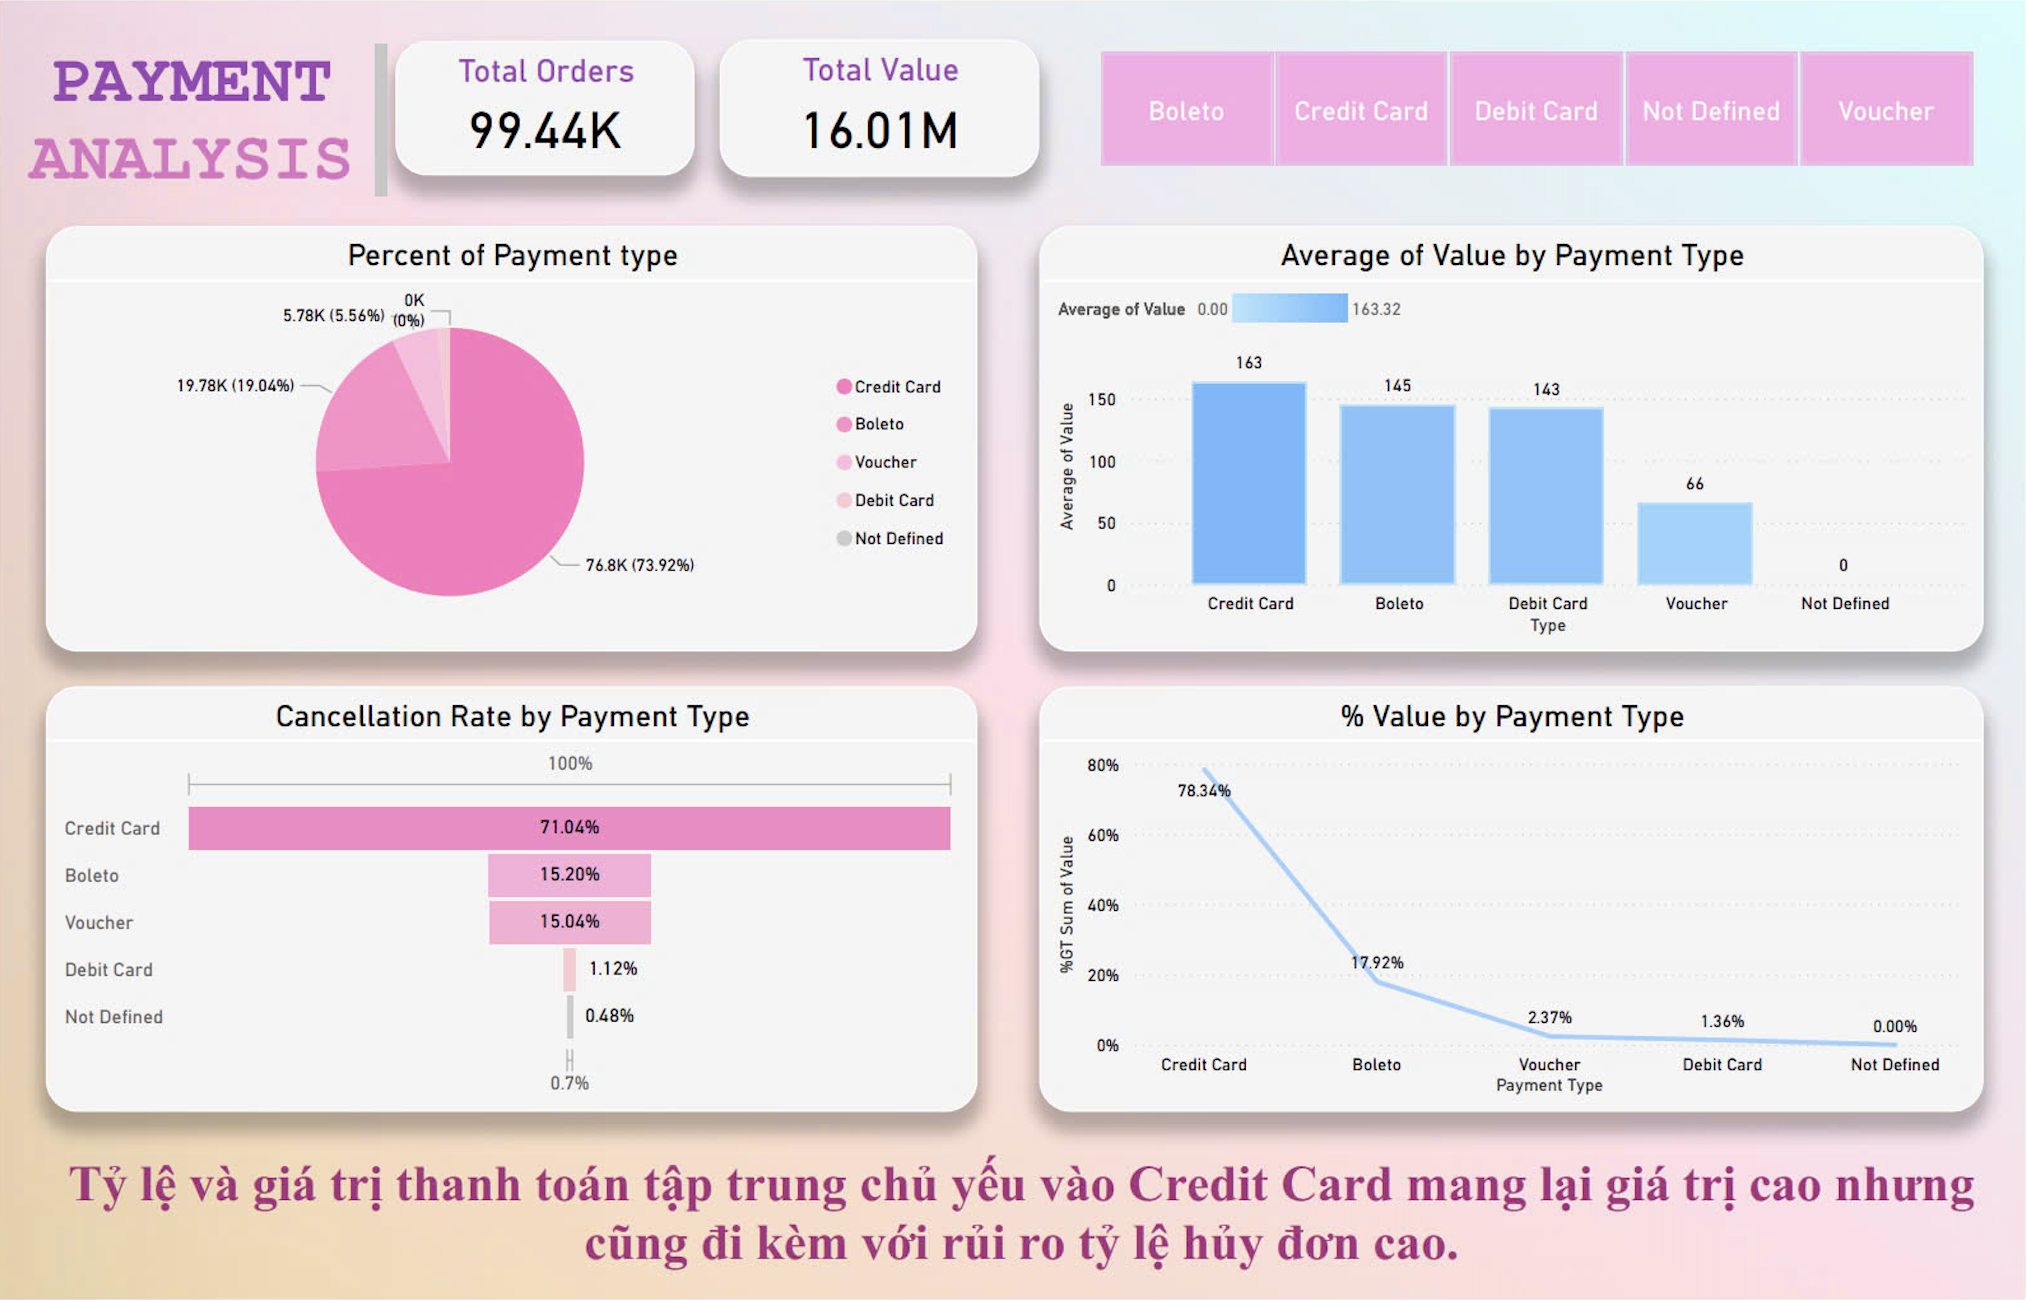 PAYMENT
ANALYSIS
Total Orders
99.44K
Total Value
16.01M
Boleto
Credit Card
Debit Card
Not Defined
Voucher
Percent of Payment type
0K
(0%)
5.78K (5.56%)
19.78K (19.04%)
76.8K (73.92%)
Credit Card
Boleto
Voucher
Debit Card
Not Defined
Average of Value by Payment Type
Average of Value 0.00 163.32
Average of Value
150
100
50
0
163
145
143
66
0
Credit Card
Boleto
Debit Card
Voucher
Not Defined
Type
Cancellation Rate by Payment Type
100%
Credit Card 71.04%
Boleto 15.20%
Voucher 15.04%
Debit Card 1.12%
Not Defined 0.48%
0.7%
% Value by Payment Type
%GT Sum of Value
80%
60%
40%
20%
0%
78.34%
17.92%
2.37%
1.36%
0.00%
Credit Card
Boleto
Voucher
Debit Card
Not Defined
Payment Type
Tỷ lệ và giá trị thanh toán tập trung chủ yếu vào Credit Card mang lại giá trị cao nhưng
cũng đi kèm với rủi ro tỷ lệ hủy đơn cao.